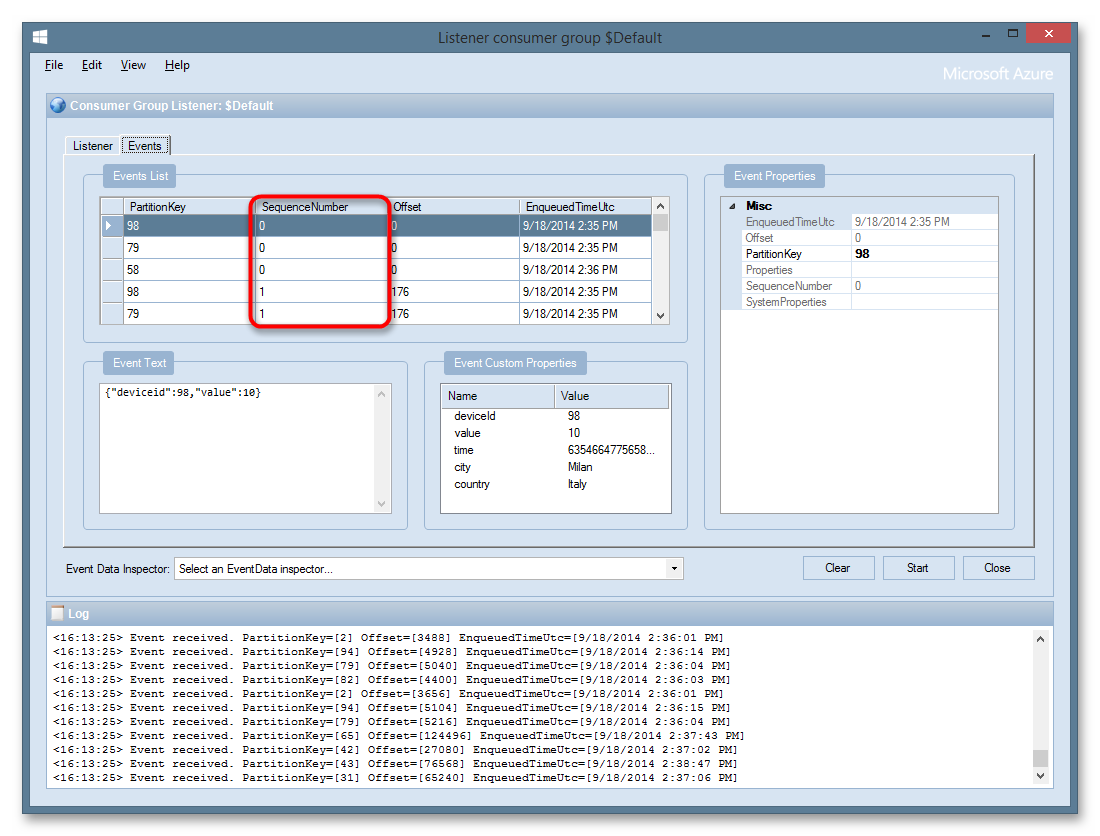 Listener consumer group $Default
File Edit View Help
Microsoft Azure
Consumer Group Listener: $Default
Listener Events
Events List
PartitionKey SequenceNumber Offset EnqueuedTimeUtc
98 0 0 9/18/2014 2:35 PM
79 0 0 9/18/2014 2:35 PM
58 0 0 9/18/2014 2:36 PM
98 1 176 9/18/2014 2:35 PM
79 1 176 9/18/2014 2:35 PM
Event Properties
Misc
EnqueuedTimeUtc 9/18/2014 2:35 PM
Offset 0
PartitionKey 98
Properties
SequenceNumber 0
SystemProperties
Event Text
{"deviceid":98,"value":10}
Event Custom Properties
Name Value
deviceId 98
value 10
time 6354664775658...
city Milan
country Italy
Event Data Inspector: Select an EventData inspector... Clear Start Close
Log
<16:13:25> Event received. PartitionKey=[2] Offset=[3488] EnqueuedTimeUtc=[9/18/2014 2:36:01 PM]
<16:13:25> Event received. PartitionKey=[94] Offset=[4928] EnqueuedTimeUtc=[9/18/2014 2:36:14 PM]
<16:13:25> Event received. PartitionKey=[79] Offset=[5040] EnqueuedTimeUtc=[9/18/2014 2:36:04 PM]
<16:13:25> Event received. PartitionKey=[82] Offset=[4400] EnqueuedTimeUtc=[9/18/2014 2:36:03 PM]
<16:13:25> Event received. PartitionKey=[2] Offset=[3656] EnqueuedTimeUtc=[9/18/2014 2:36:01 PM]
<16:13:25> Event received. PartitionKey=[94] Offset=[5104] EnqueuedTimeUtc=[9/18/2014 2:36:15 PM]
<16:13:25> Event received. PartitionKey=[79] Offset=[5216] EnqueuedTimeUtc=[9/18/2014 2:36:04 PM]
<16:13:25> Event received. PartitionKey=[65] Offset=[124496] EnqueuedTimeUtc=[9/18/2014 2:37:43 PM]
<16:13:25> Event received. PartitionKey=[42] Offset=[27080] EnqueuedTimeUtc=[9/18/2014 2:37:02 PM]
<16:13:25> Event received. PartitionKey=[43] Offset=[76568] EnqueuedTimeUtc=[9/18/2014 2:38:47 PM]
<16:13:25> Event received. PartitionKey=[31] Offset=[65240] EnqueuedTimeUtc=[9/18/2014 2:37:06 PM]